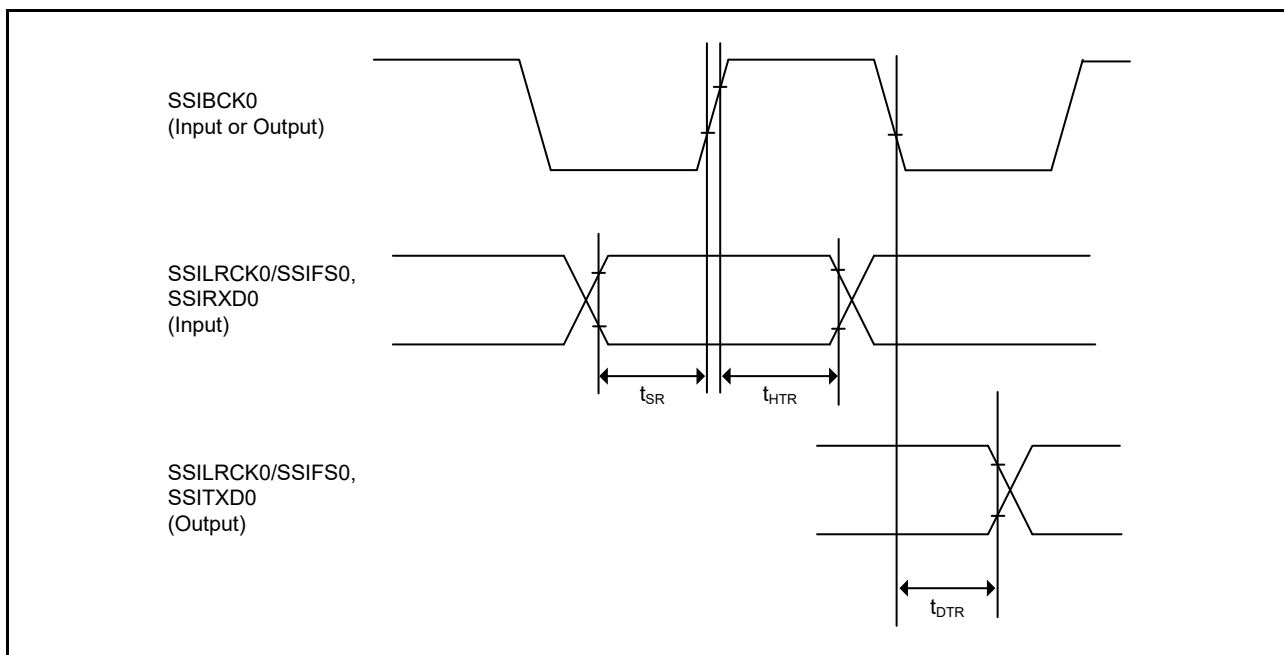 SSIBCK0
(Input or Output)
SSILRCK0/SSIFS0,
SSIRXD0
(Input)
tSR
tHTR
SSILRCK0/SSIFS0,
SSITXD0
(Output)
tDTR